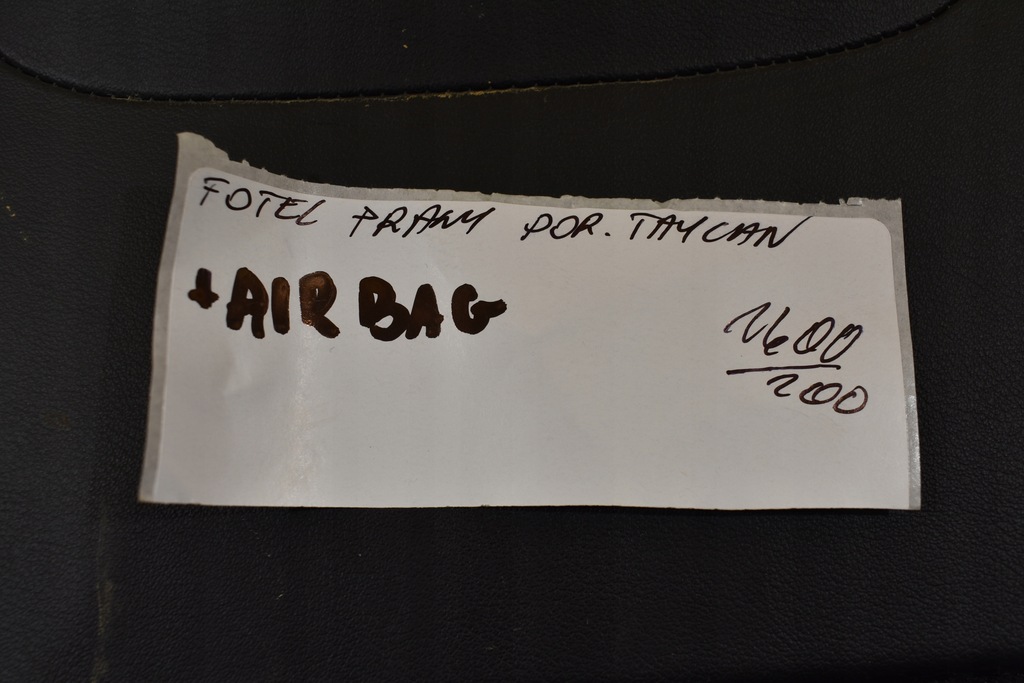 FOTEL PRAWY POR. TAYCAN
+ AIR BAG
1600
200